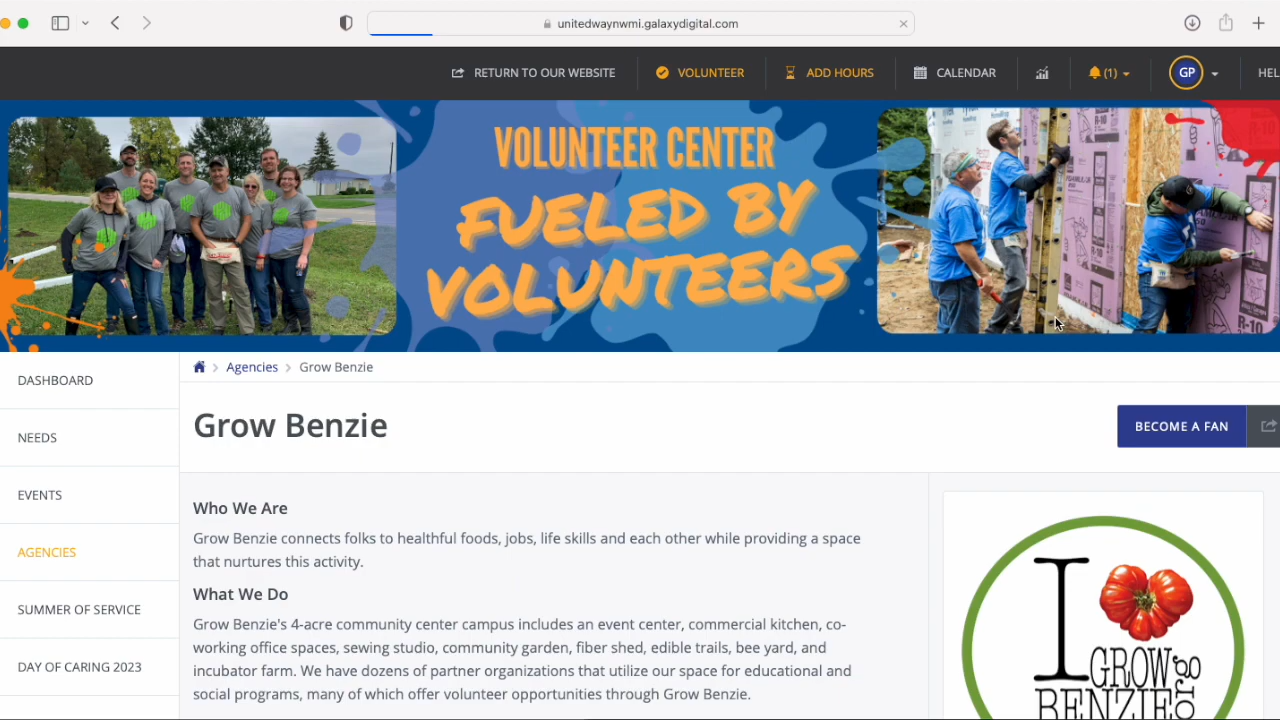 unitedwaynwmi.galaxydigital.com
RETURN TO OUR WEBSITE
VOLUNTEER
ADD HOURS
CALENDAR
(1)
GP
HEL
VOLUNTEER CENTER
FUELED BY
VOLUNTEERS
R-10
R-10
R-10
DASHBOARD
NEEDS
EVENTS
AGENCIES
SUMMER OF SERVICE
DAY OF CARING 2023
Agencies
Grow Benzie
Grow Benzie
BECOME A FAN
Who We Are
Grow Benzie connects folks to healthful foods, jobs, life skills and each other while providing a space
that nurtures this activity.
What We Do
Grow Benzie's 4-acre community center campus includes an event center, commercial kitchen, co-
working office spaces, sewing studio, community garden, fiber shed, edible trails, bee yard, and
incubator farm. We have dozens of partner organizations that utilize our space for educational and
social programs, many of which offer volunteer opportunities through Grow Benzie.
I
GROW
BENZIE
org